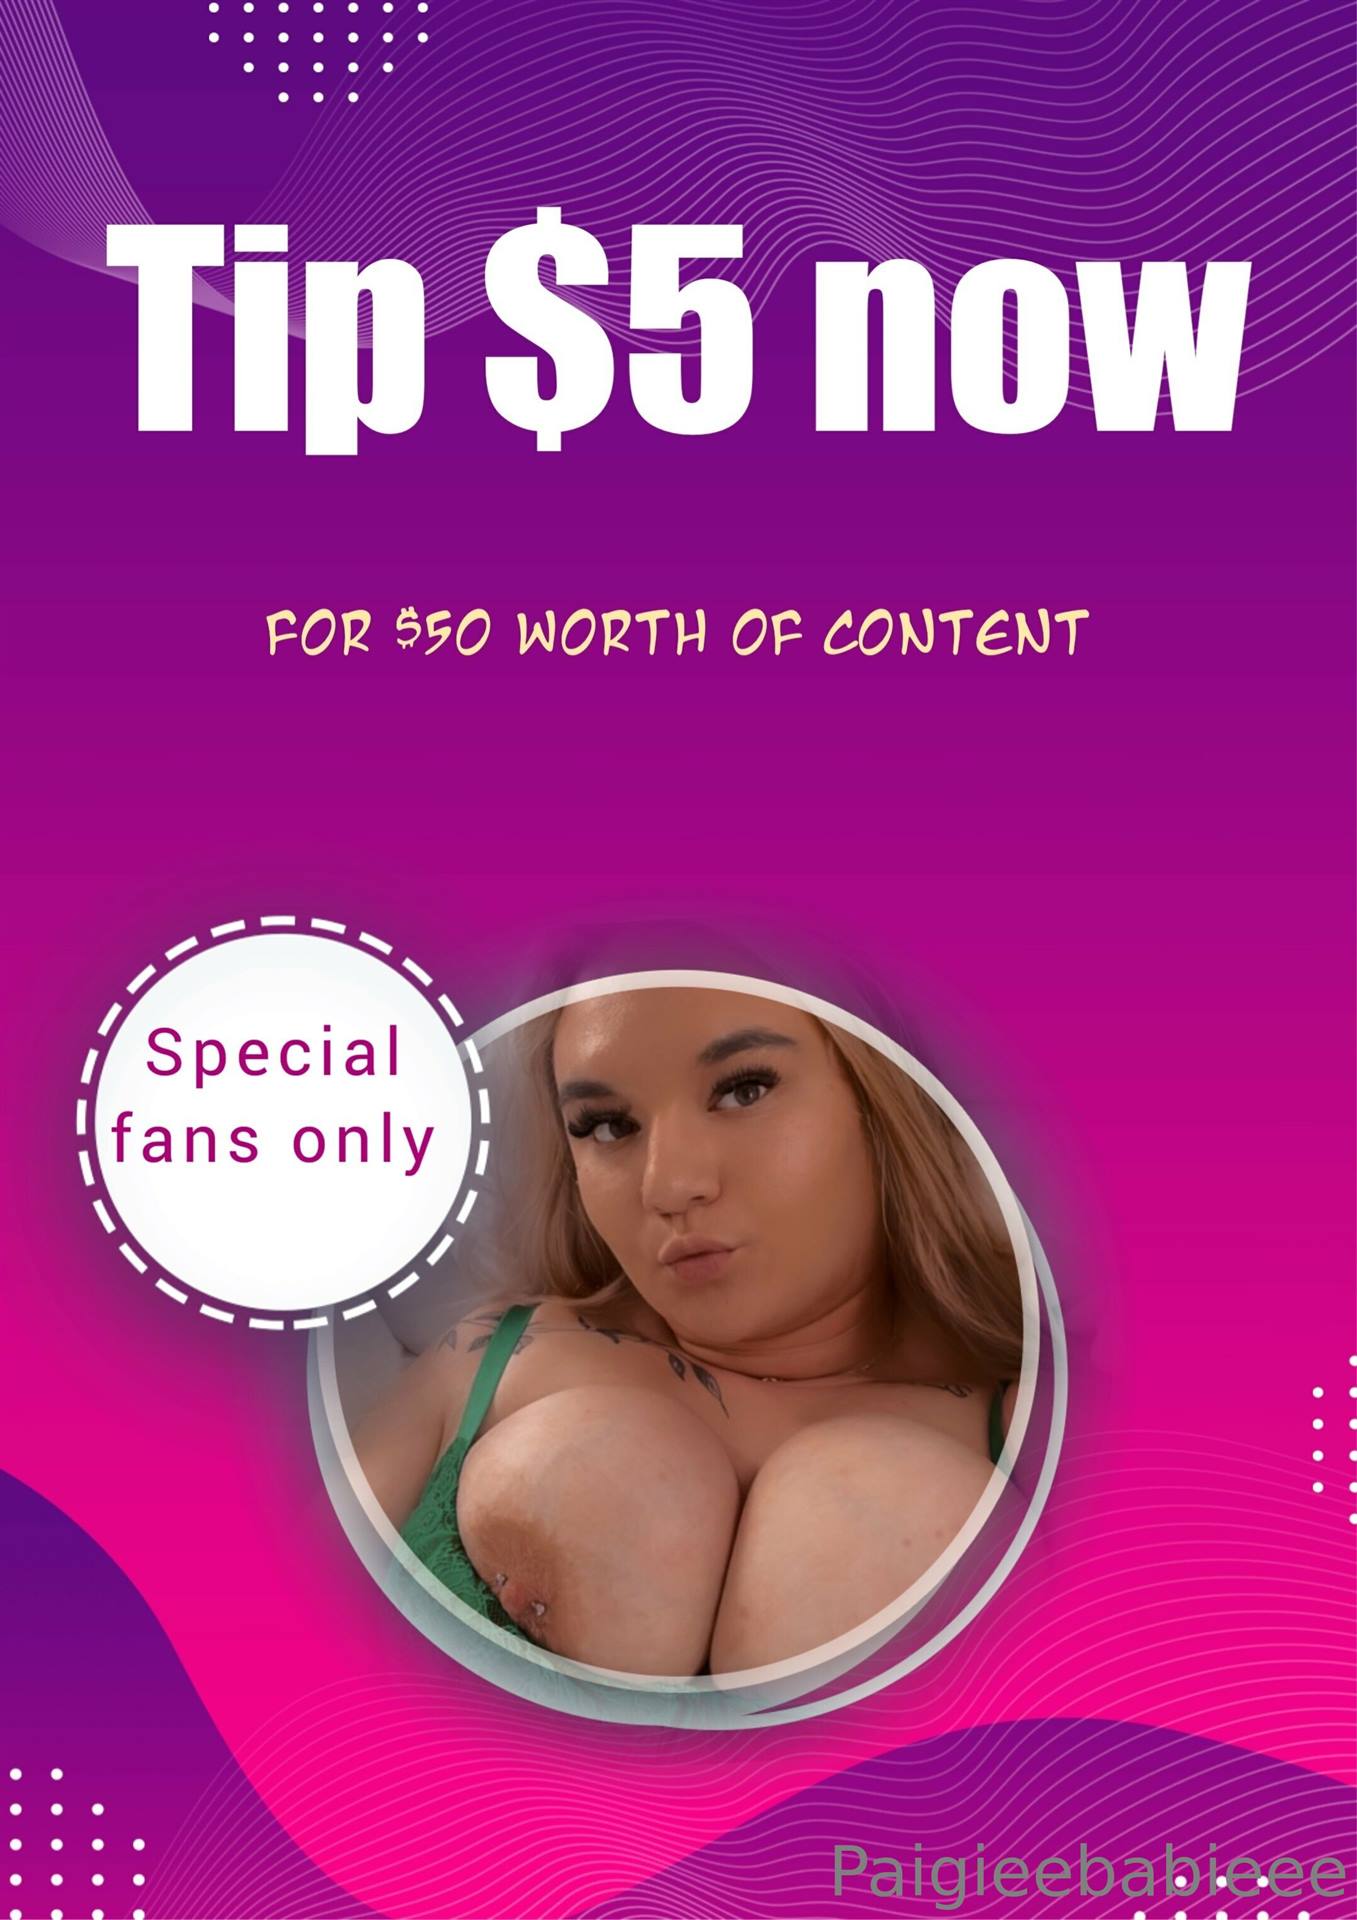 Tip $5 now
FOR $50 WORTH OF CONTENT
Special
fans only
Paigieebabieee